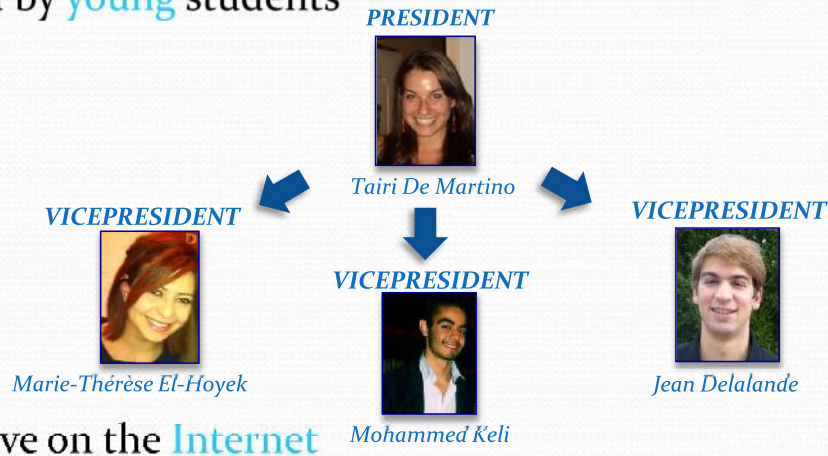 by young students
PRESIDENT
Tairi De Martino
VICEPRESIDENT
VICEPRESIDENT
VICEPRESIDENT
Marie-Thérèse El-Hoyek
Jean Delalande
Mohammed Keli
ve on the Internet